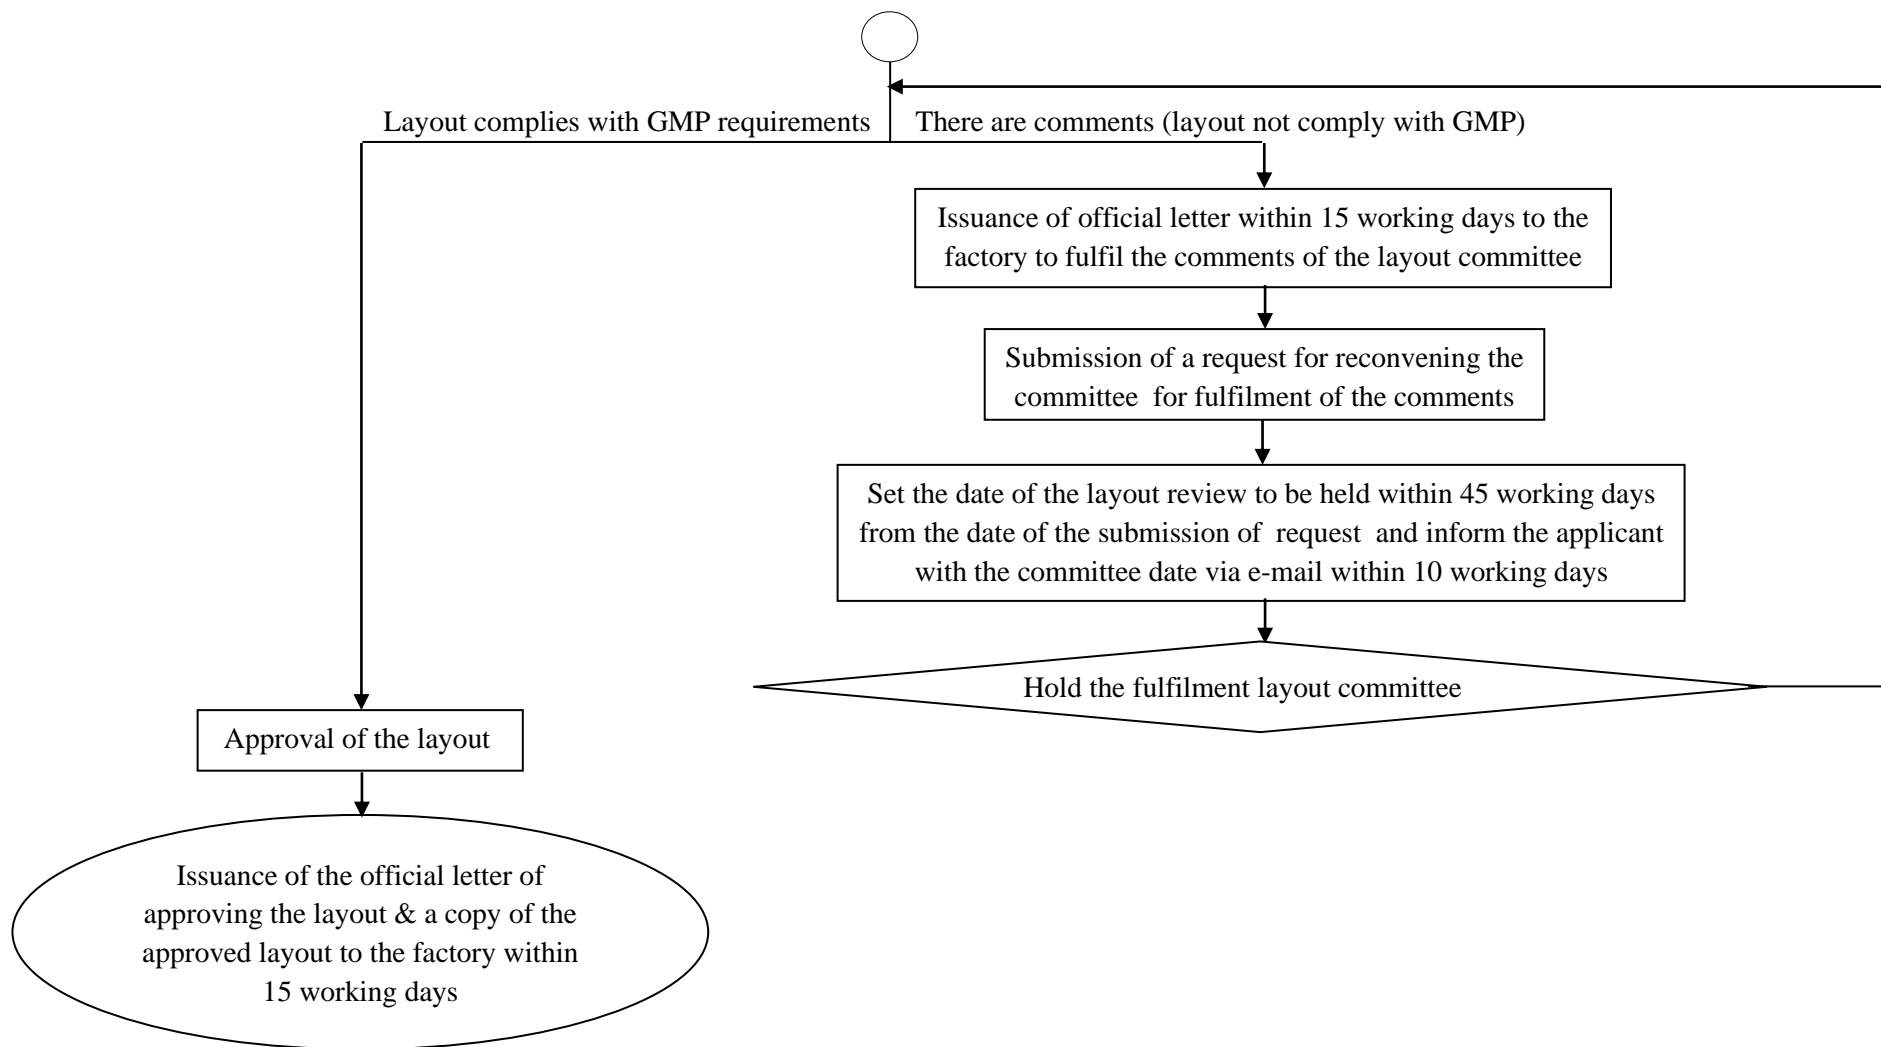 Layout complies with GMP requirements
There are comments (layout not comply with GMP)
Issuance of official letter within 15 working days to the
factory to fulfil the comments of the layout committee
Submission of a request for reconvening the
committee  for fulfilment of the comments
Set the date of the layout review to be held within 45 working days
from the date of the submission of  request  and inform the applicant
with the committee date via e-mail within 10 working days
Hold the fulfilment layout committee
Approval of the layout
Issuance of the official letter of
approving the layout & a copy of the
approved layout to the factory within
15 working days